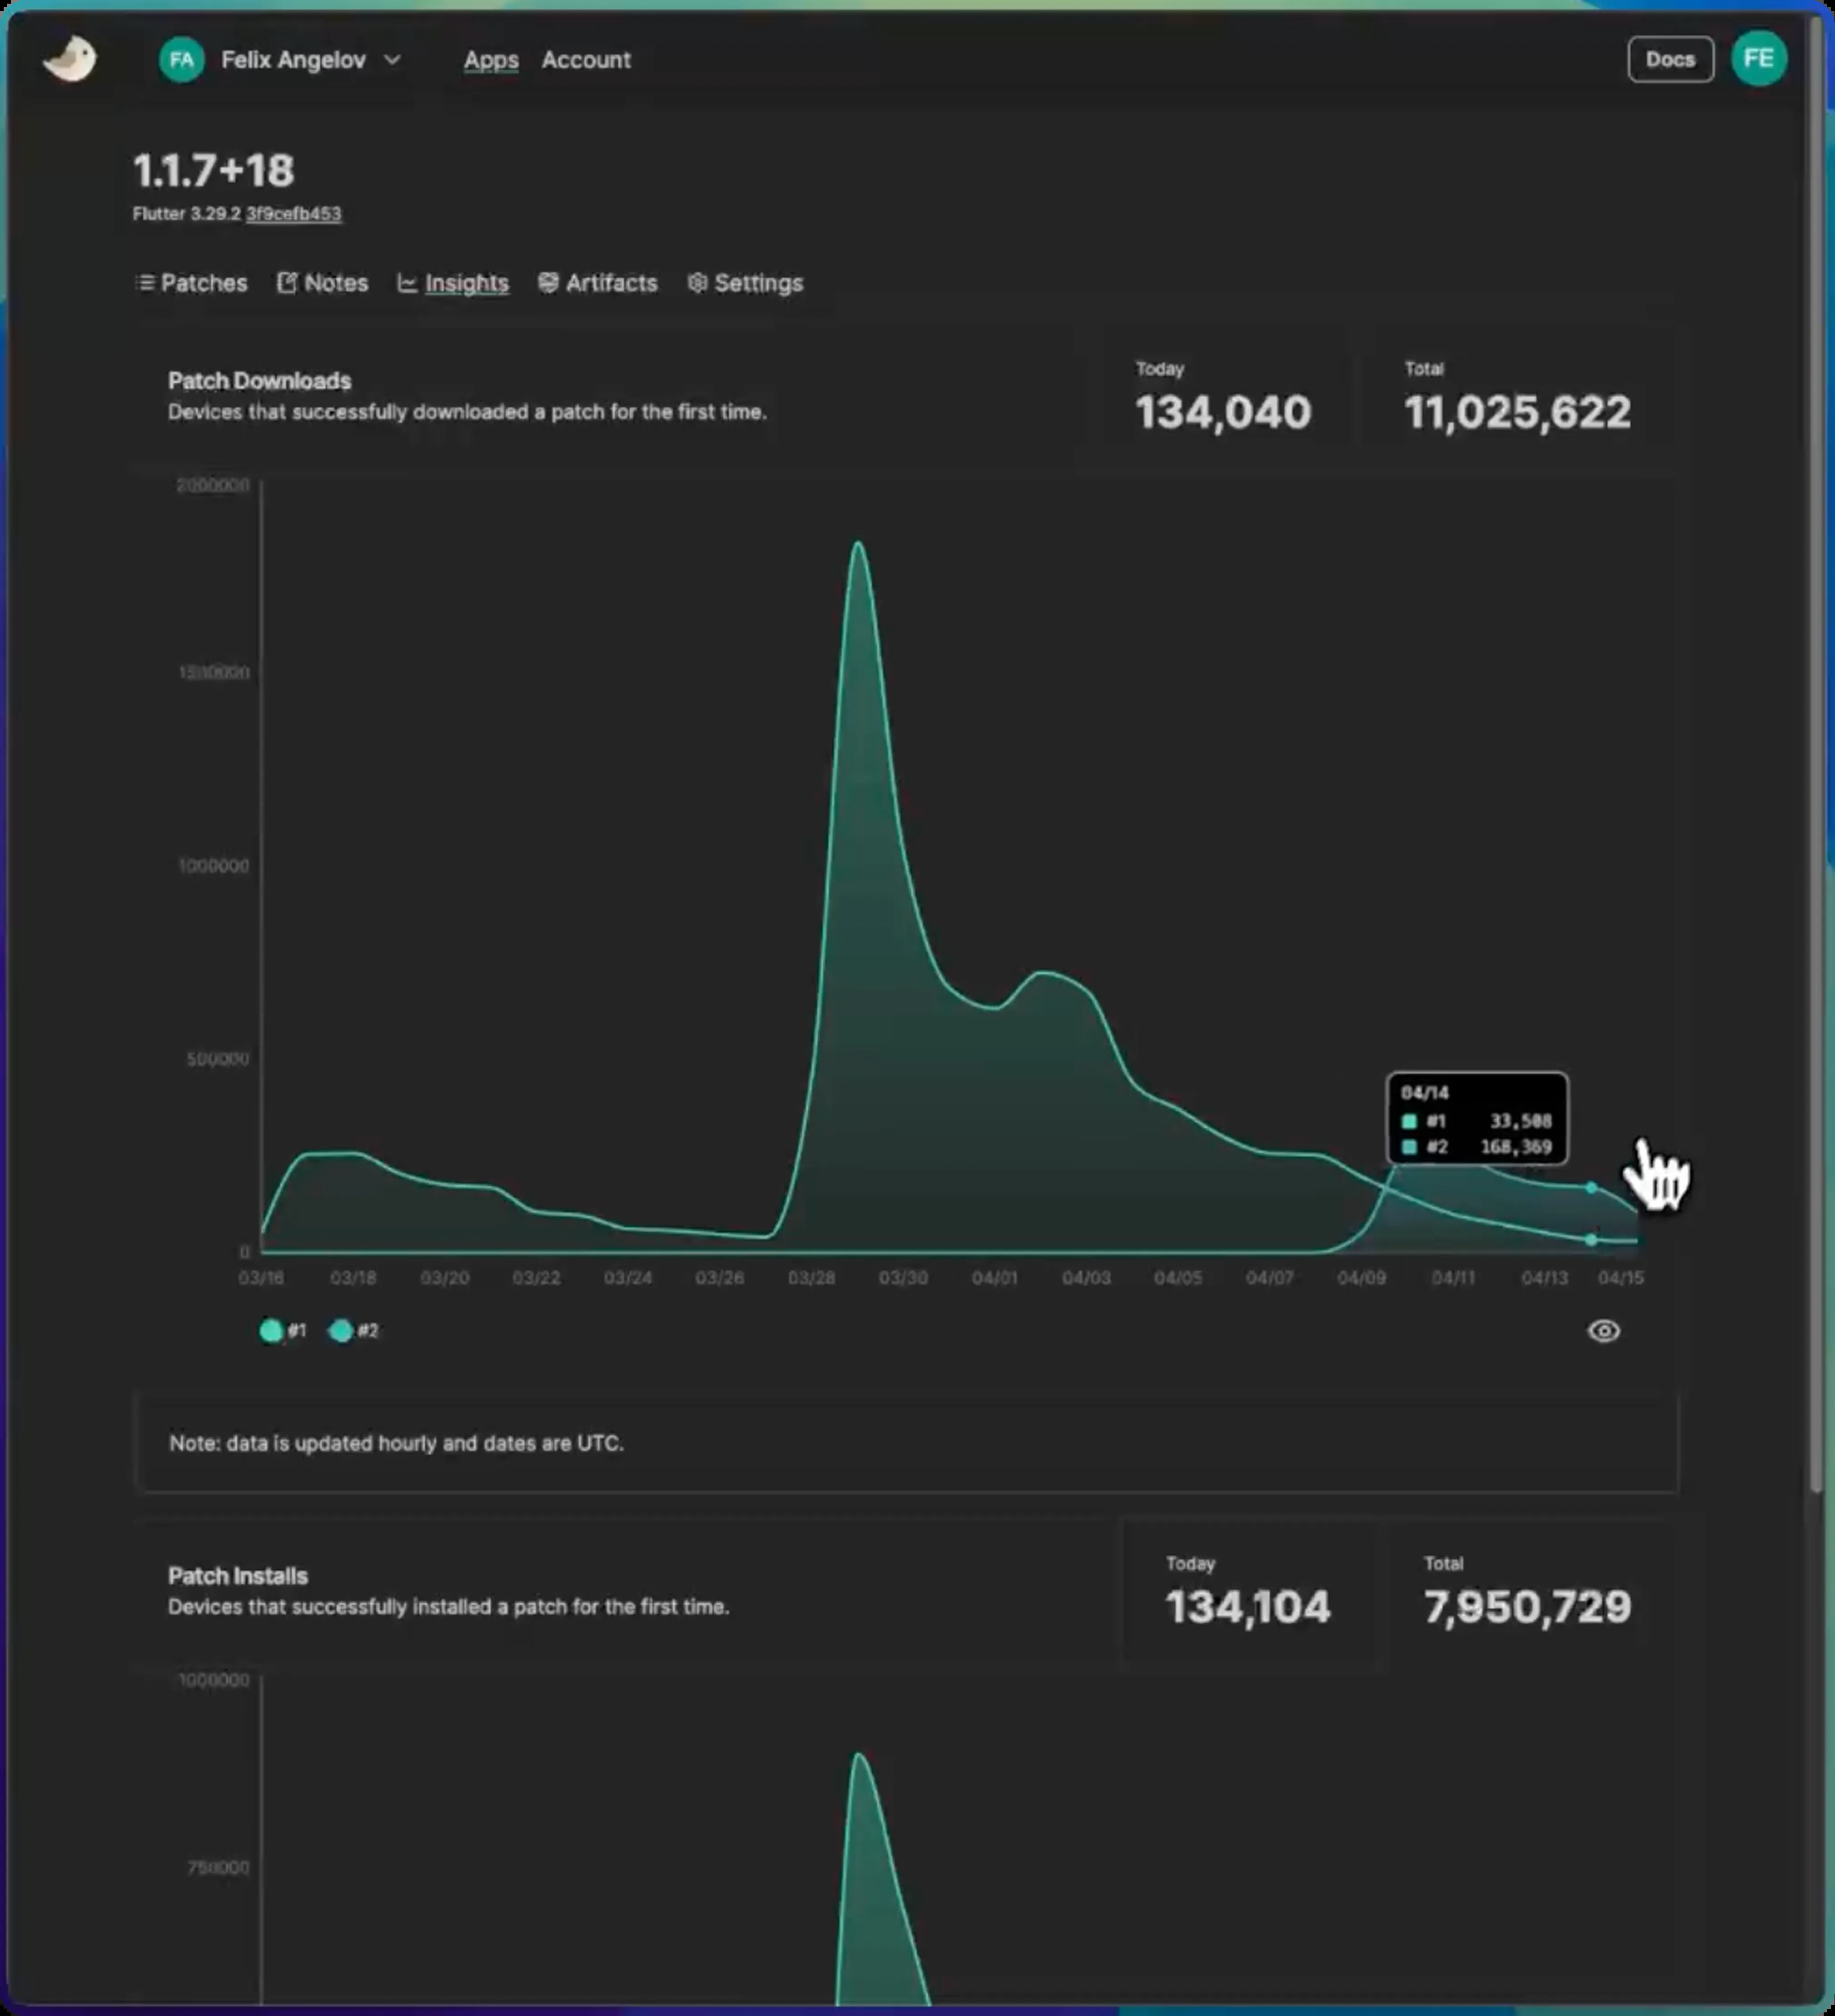 FA Felix Angelov Apps Account Docs FE
1.1.7+18
Flutter 3.29.2 3f9cefb453
Patches Notes Insights Artifacts Settings
Patch Downloads
Devices that successfully downloaded a patch for the first time.
Today
134,040
Total
11,025,622
2000000
1500000
1000000
500000
0
04/14
#1 33,508
#2 168,369
03/16 03/18 03/20 03/22 03/24 03/26 03/28 03/30 04/01 04/03 04/05 04/07 04/09 04/11 04/13 04/15
#1 #2
Note: data is updated hourly and dates are UTC.
Patch Installs
Devices that successfully installed a patch for the first time.
Today
134,104
Total
7,950,729
1000000
750000